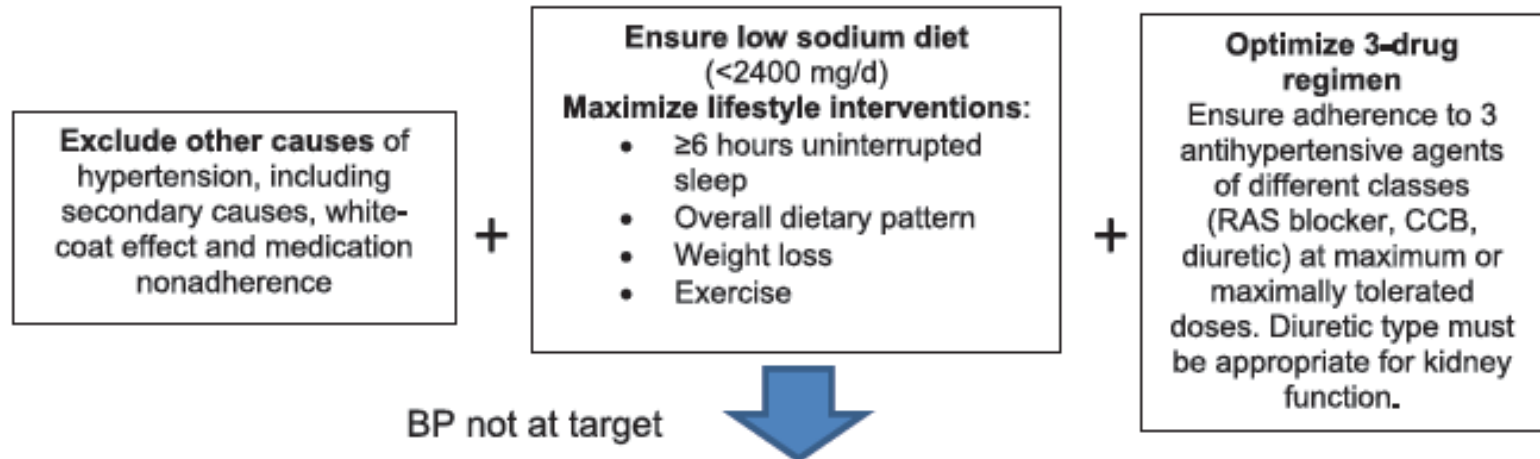 Exclude other causes of
hypertension, including
secondary causes, white-
coat effect and medication
nonadherence
+
Ensure low sodium diet
(<2400 mg/d)
Maximize lifestyle interventions:
• ≥6 hours uninterrupted
sleep
• Overall dietary pattern
• Weight loss
• Exercise
+
Optimize 3-drug
regimen
Ensure adherence to 3
antihypertensive agents
of different classes
(RAS blocker, CCB,
diuretic) at maximum or
maximally tolerated
doses. Diuretic type must
be appropriate for kidney
function.
BP not at target